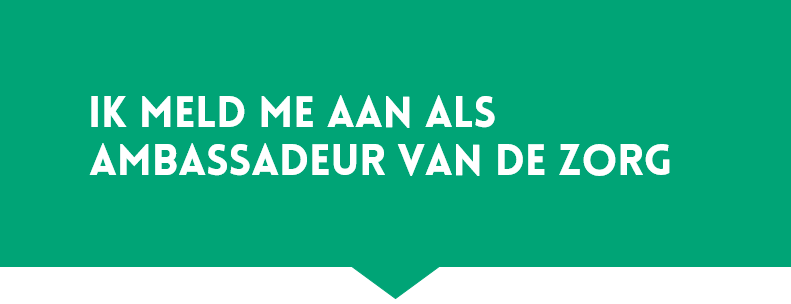 IK MELD ME AAN ALS
AMBASSADEUR VAN DE ZORG